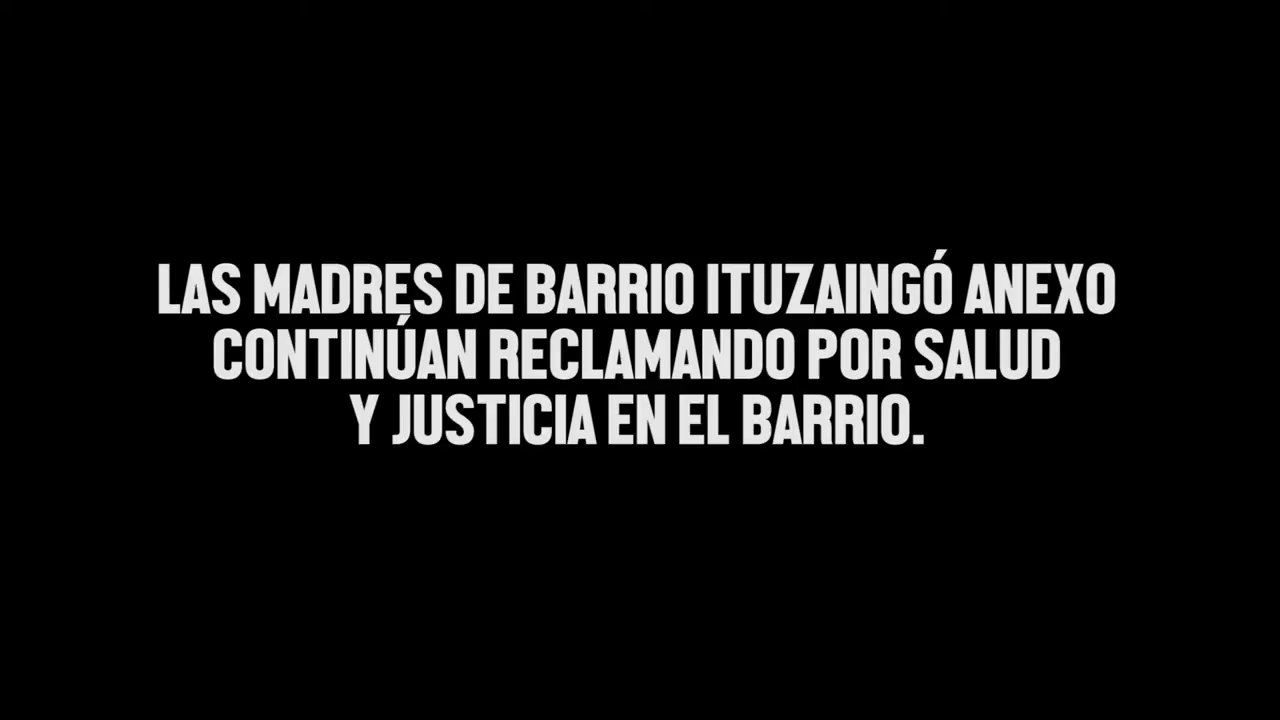 LAS MADRES DE BARRIO ITUZAINGÓ ANEXO
CONTINÚAN RECLAMANDO POR SALUD
Y JUSTICIA EN EL BARRIO.